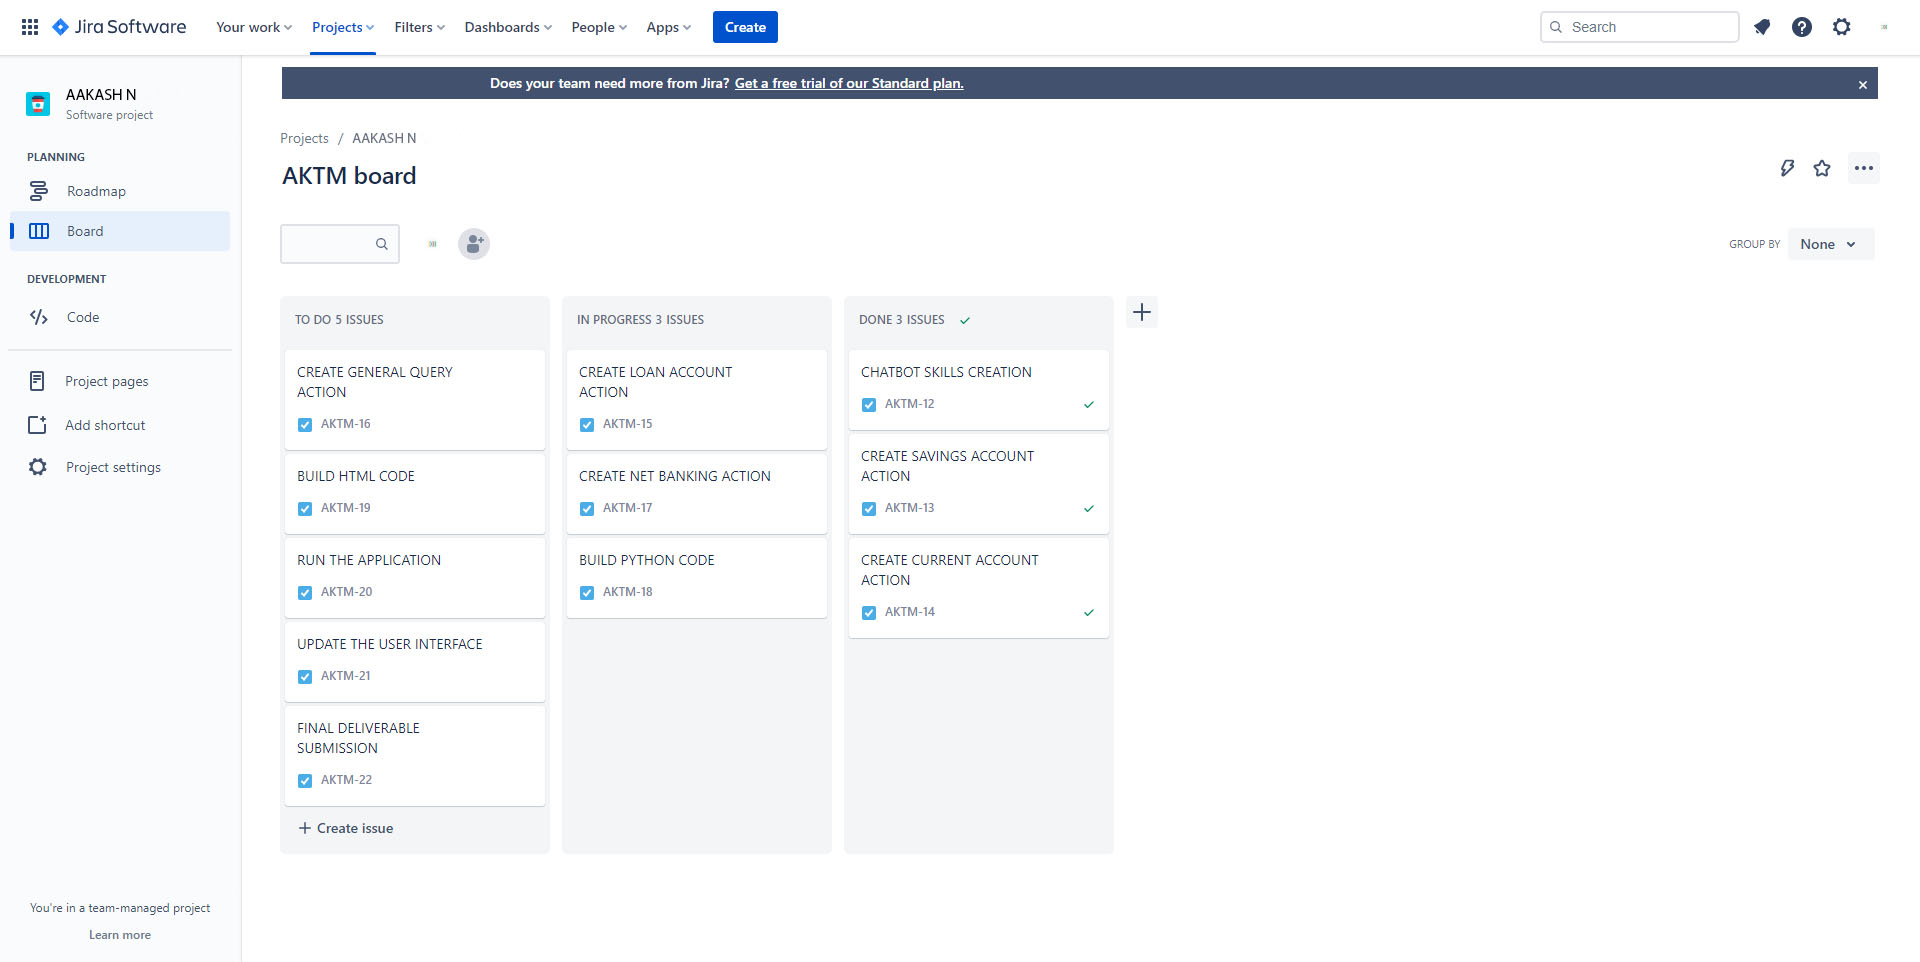 Jira Software
Your work
Projects
Filters
Dashboards
People
Apps
Create
Search
AAKASH N
Software project
PLANNING
Roadmap
Board
DEVELOPMENT
Code
Project pages
Add shortcut
Project settings
You're in a team-managed project
Learn more
Does your team need more from Jira? Get a free trial of our Standard plan.
Projects / AAKASH N
AKTM board
GROUP BY None
TO DO 5 ISSUES
CREATE GENERAL QUERY
ACTION
AKTM-16
BUILD HTML CODE
AKTM-19
RUN THE APPLICATION
AKTM-20
UPDATE THE USER INTERFACE
AKTM-21
FINAL DELIVERABLE
SUBMISSION
AKTM-22
Create issue
IN PROGRESS 3 ISSUES
CREATE LOAN ACCOUNT
ACTION
AKTM-15
CREATE NET BANKING ACTION
AKTM-17
BUILD PYTHON CODE
AKTM-18
DONE 3 ISSUES
CHATBOT SKILLS CREATION
AKTM-12
CREATE SAVINGS ACCOUNT
ACTION
AKTM-13
CREATE CURRENT ACCOUNT
ACTION
AKTM-14